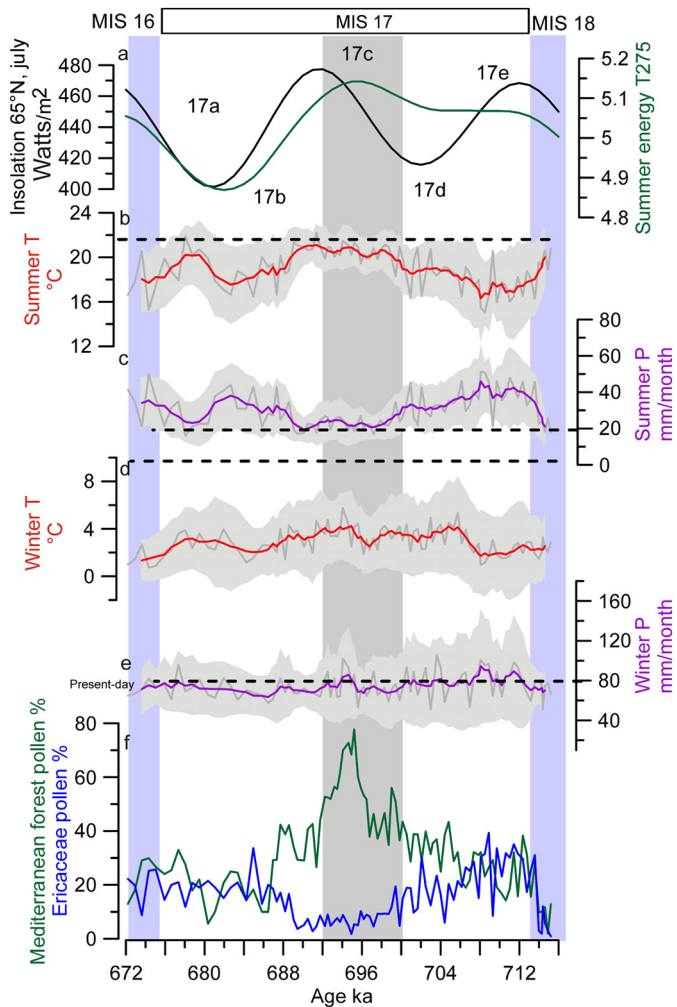 MIS 16 MIS 17 MIS 18
a
Insolation 65°N, july
Watts/m2
480
460
440
420
400
17a
17b
17c
17d
17e
5.2
5.1
5
4.9
4.8
Summer energy T275
b
Summer T
°C
24
20
16
12
c
80
60
40
20
0
Summer P
mm/month
d
Winter T
°C
8
4
0
e
Present-day
160
120
80
40
Winter P
mm/month
f
Mediterranean forest pollen %
Ericaceae pollen %
80
60
40
20
0
672 680 688 696 704 712
Age ka